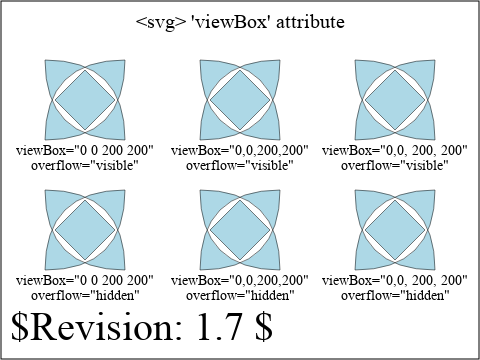 <svg> 'viewBox' attribute
viewBox="0 0 200 200" viewBox="0,0,200,200" viewBox="0,0, 200, 200"
overflow="visible" overflow="visible" overflow="visible"
viewBox="0 0 200 200" viewBox="0,0,200,200" viewBox="0,0, 200, 200"
overflow="hidden" overflow="hidden" overflow="hidden"
$Revision: 1.7 $